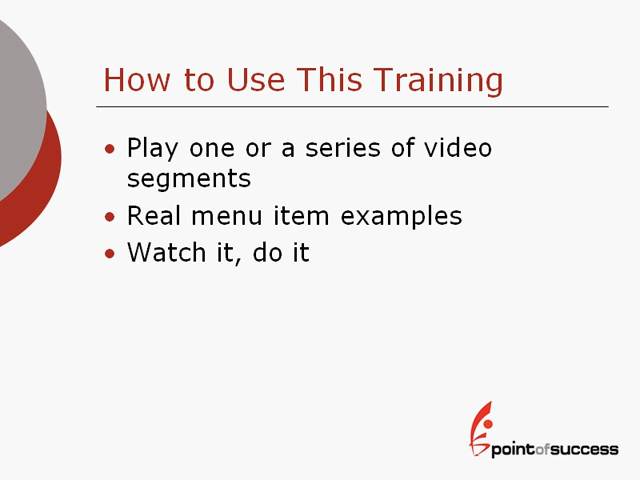 How to Use This Training
• Play one or a series of video
segments
• Real menu item examples
• Watch it, do it
pointofsuccess